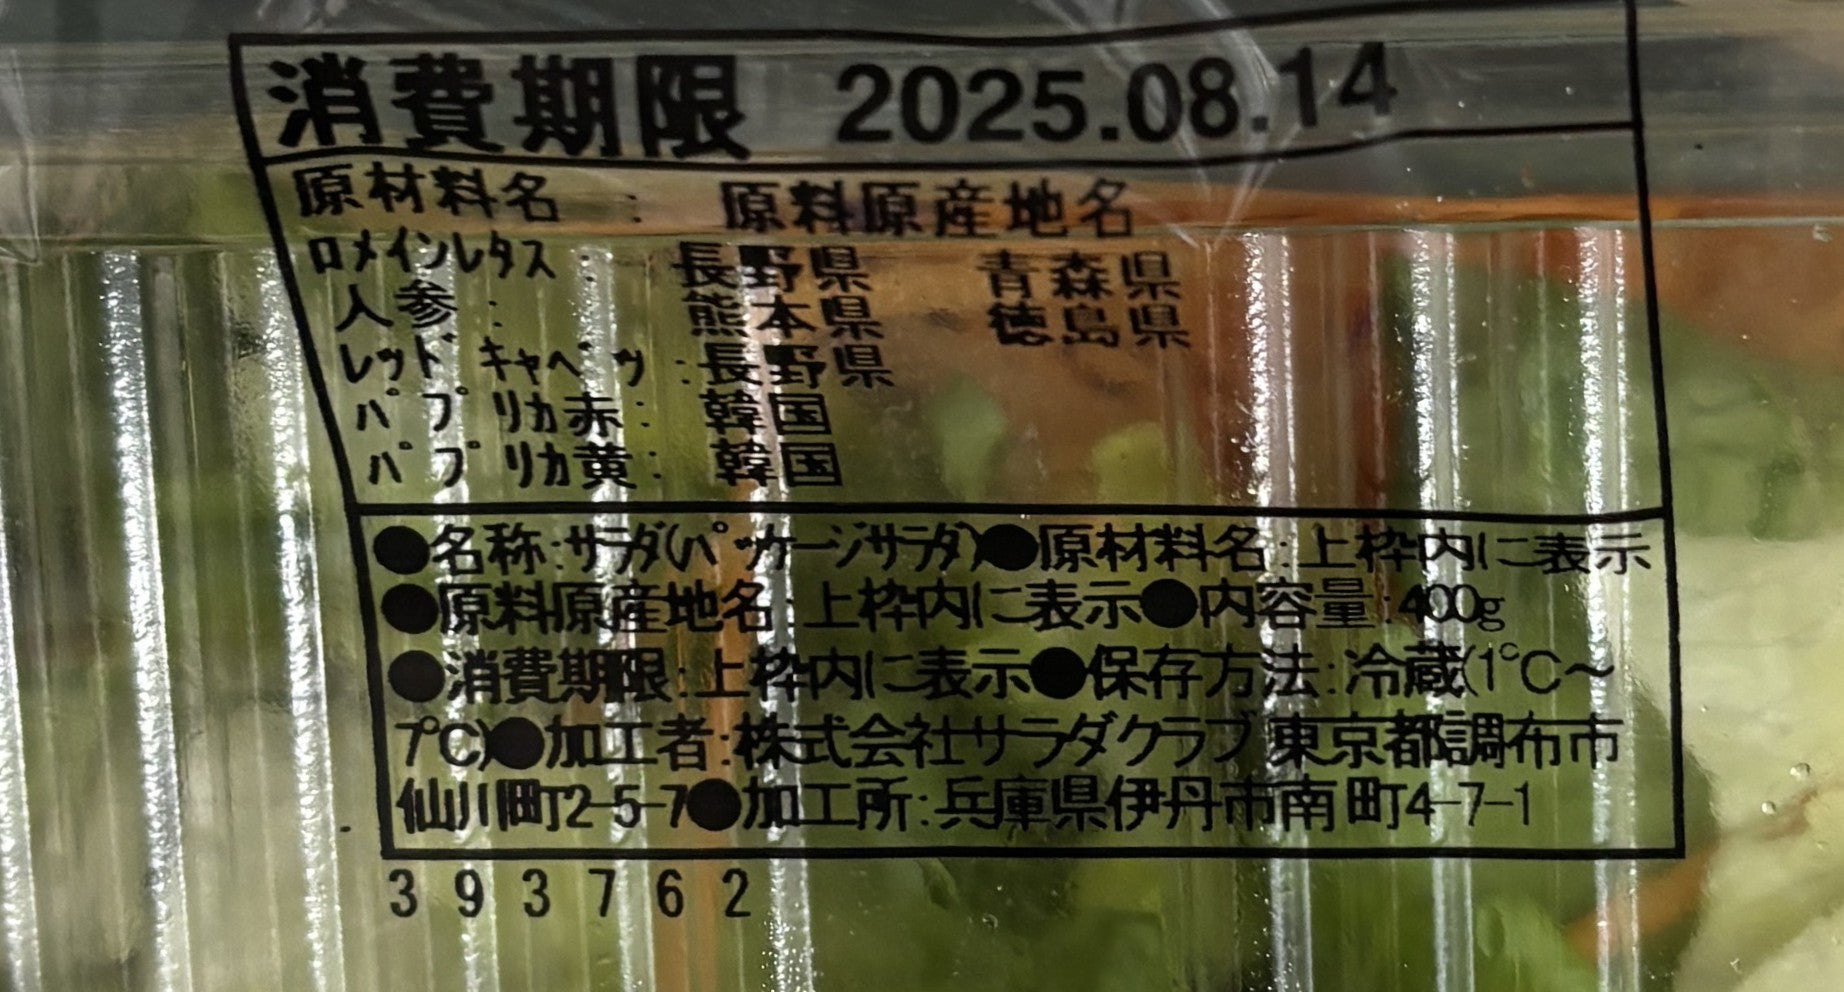 消費期限 2025.08.14
原材料名 : 原料原産地名
ロメインレタス : 長野県 青森県
人参 : 熊本県 徳島県
レッドキャベツ : 長野県
パプリカ赤 : 韓国
パプリカ黄 : 韓国
●名称:サラダ(パッケージサラダ)●原材料名:上枠内に表示
●原料原産地名:上枠内に表示●内容量:400g
●消費期限:上枠内に表示●保存方法:冷蔵(1℃～
7℃)●加工者:株式会社サラダクラブ 東京都調布市
仙川町2-5-7●加工所:兵庫県伊丹市南町4-7-1
393762